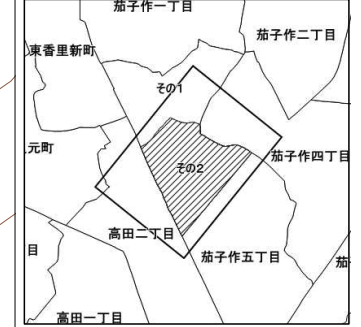 茄子作一丁目
茄子作二丁目
東香里新町
その1
元町
茄子作四丁目
その2
高田二丁目
目
茄子作五丁目
茄
高田一丁目